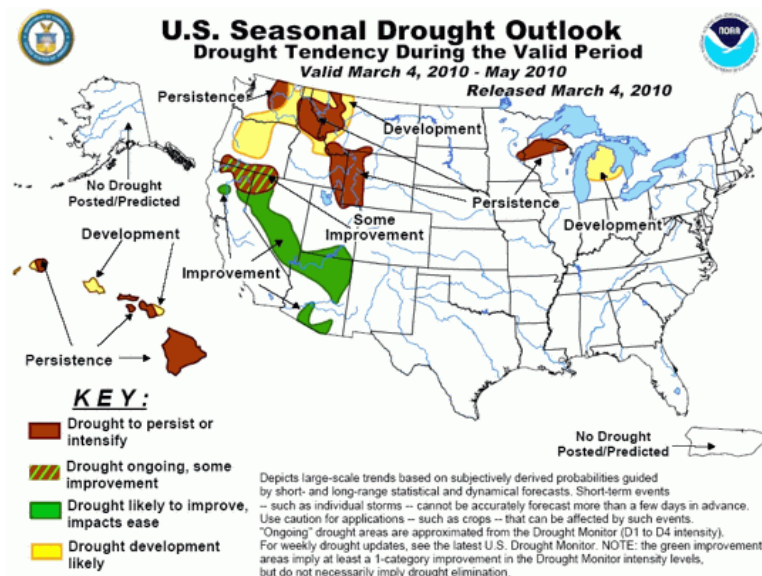 U.S. Seasonal Drought Outlook
Drought Tendency During the Valid Period
Valid March 4, 2010 - May 2010
Released March 4, 2010
NOAA
Persistence
Development
No Drought
Posted/Predicted
Persistence
Some
Improvement
Development
Development
Improvement
Persistence
No Drought
Posted/Predicted
KEY:
Drought to persist or
intensify
Drought ongoing, some
improvement
Drought likely to improve,
impacts ease
Drought development
likely
Depicts large-scale trends based on subjectively derived probabilities guided
by short- and long-range statistical and dynamical forecasts. Short-term events
-- such as individual storms -- cannot be accurately forecast more than a few days in advance.
Use caution for applications -- such as crops -- that can be affected by such events.
"Ongoing" drought areas are approximated from the Drought Monitor (D1 to D4 intensity).
For weekly drought updates, see the latest U.S. Drought Monitor. NOTE: the green improvement
areas imply at least a 1-category improvement in the Drought Monitor intensity levels,
but do not necessarily imply drought elimination.